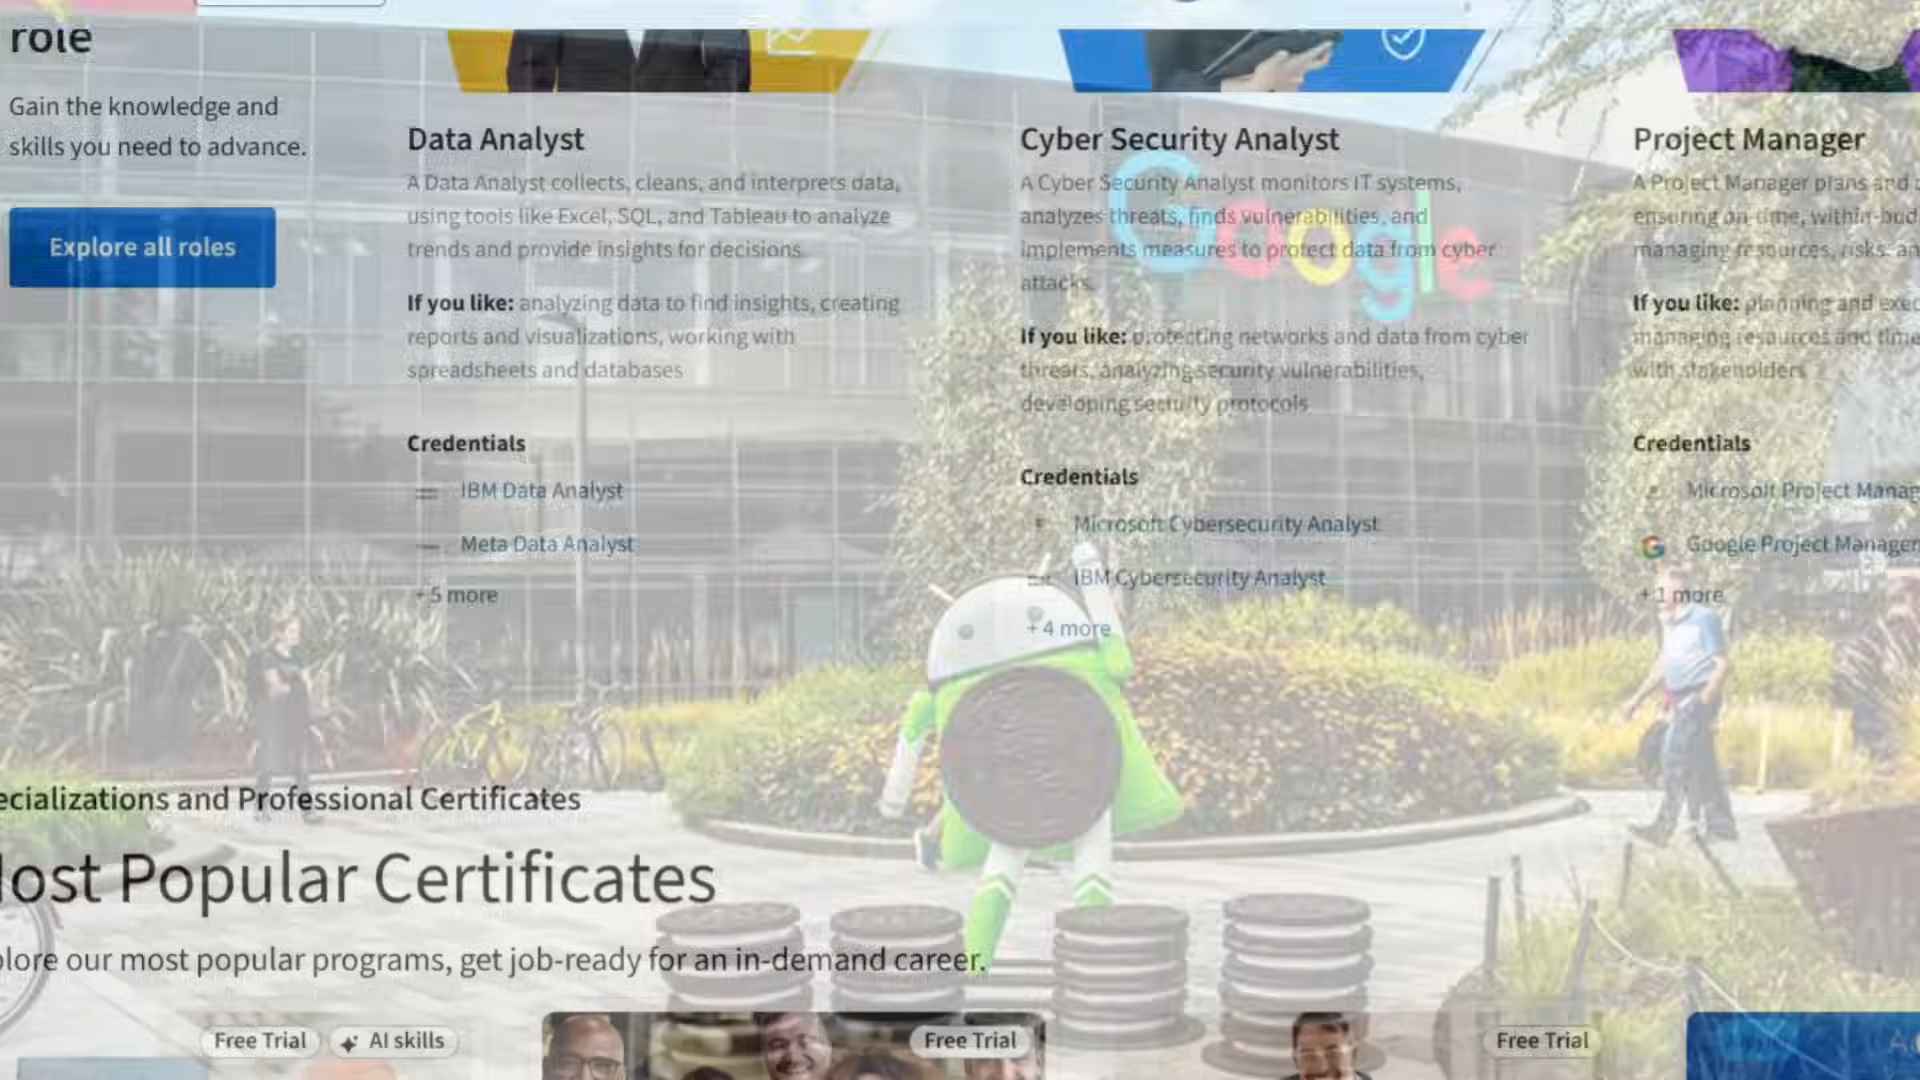 role
Gain the knowledge and
skills you need to advance.
Explore all roles
Data Analyst
A Data Analyst collects, cleans, and interprets data,
using tools like Excel, SQL, and Tableau to analyze
trends and provide insights for decisions.
If you like: analyzing data to find insights, creating
reports and visualizations, working with
spreadsheets and databases
Credentials
IBM Data Analyst
Meta Data Analyst
+ 5 more
Cyber Security Analyst
A Cyber Security Analyst monitors IT systems,
analyzes threats, finds vulnerabilities, and
implements measures to protect data from cyber
attacks.
If you like: protecting networks and data from cyber
threats, analyzing security vulnerabilities,
developing security protocols
Credentials
Microsoft Cybersecurity Analyst
IBM Cybersecurity Analyst
+ 4 more
Google
Project Manager
A Project Manager plans and
ensuring on-time, within-bud
managing resources, risks, an
If you like: planning and exec
managing resources and time
with stakeholders
Credentials
Microsoft Project Manag
Google Project Manager
+ 1 more
ecializations and Professional Certificates
ost Popular Certificates
plore our most popular programs, get job-ready for an in-demand career.
Free Trial
AI skills
Free Trial
Free Trial